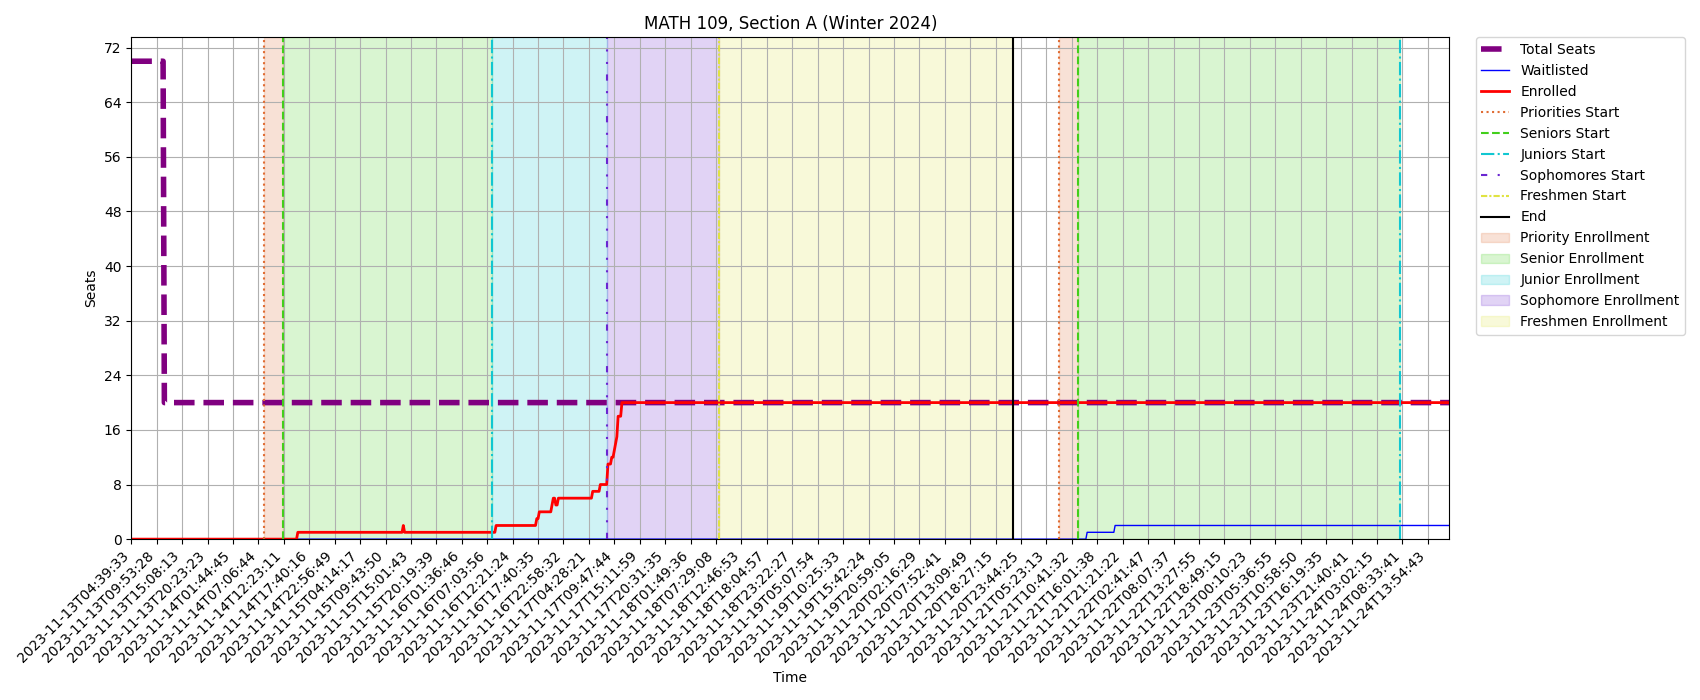 MATH 109, Section A (Winter 2024)
Seats
72
64
56
48
40
32
24
16
8
0
2023-11-13T04:39:33
2023-11-13T09:53:28
2023-11-13T15:08:13
2023-11-13T20:23:23
2023-11-14T01:44:45
2023-11-14T07:06:44
2023-11-14T12:23:11
2023-11-14T17:40:16
2023-11-14T22:56:49
2023-11-15T04:14:17
2023-11-15T09:43:50
2023-11-15T15:01:43
2023-11-15T20:19:39
2023-11-16T01:36:46
2023-11-16T07:03:56
2023-11-16T12:21:24
2023-11-16T17:40:35
2023-11-16T22:58:32
2023-11-17T04:28:21
2023-11-17T09:47:44
2023-11-17T15:11:59
2023-11-17T20:31:35
2023-11-18T01:49:36
2023-11-18T07:29:08
2023-11-18T12:46:53
2023-11-18T18:04:57
2023-11-18T23:22:27
2023-11-19T05:07:54
2023-11-19T10:25:33
2023-11-19T15:42:24
2023-11-19T20:59:05
2023-11-20T02:16:29
2023-11-20T07:52:41
2023-11-20T13:09:49
2023-11-20T18:27:15
2023-11-20T23:44:25
2023-11-21T05:23:13
2023-11-21T10:41:32
2023-11-21T16:01:38
2023-11-21T21:21:22
2023-11-22T02:41:47
2023-11-22T08:07:37
2023-11-22T13:27:55
2023-11-22T18:49:15
2023-11-23T00:10:23
2023-11-23T05:36:55
2023-11-23T10:58:50
2023-11-23T16:19:35
2023-11-23T21:40:41
2023-11-24T03:02:15
2023-11-24T08:33:41
2023-11-24T13:54:43
Time
Total Seats
Waitlisted
Enrolled
Priorities Start
Seniors Start
Juniors Start
Sophomores Start
Freshmen Start
End
Priority Enrollment
Senior Enrollment
Junior Enrollment
Sophomore Enrollment
Freshmen Enrollment